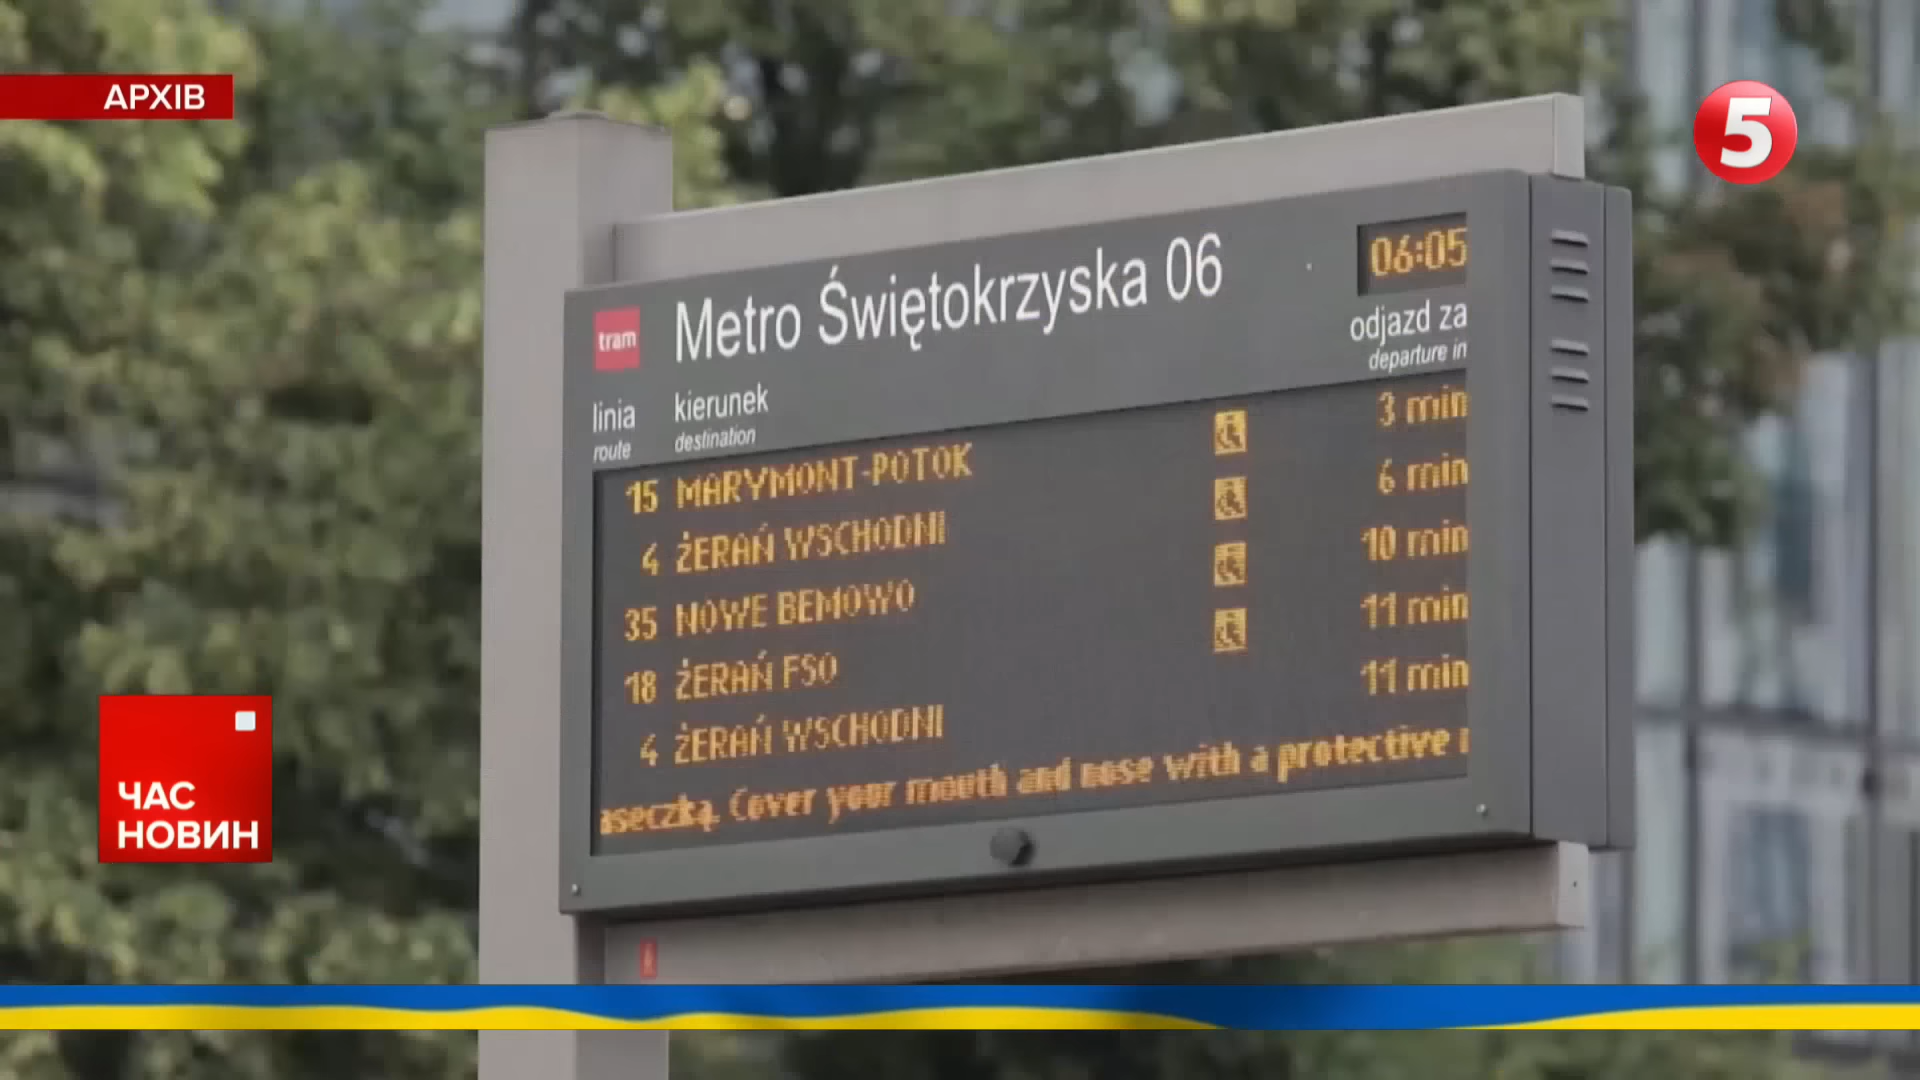 АРХІВ
5
tram
Metro Świętokrzyska 06
06:05
odjazd za
departure in
linia
route
kierunek
destination
15 MARYMONT-POTOK 3 min
4 ŻERAŃ WSCHODNI 6 min
35 NOWE BEMOWO 10 min
18 ŻERAŃ FSO 11 min
4 ŻERAŃ WSCHODNI 11 min
aseczką. Cover your mouth and nose with a protective
ЧАС
НОВИН